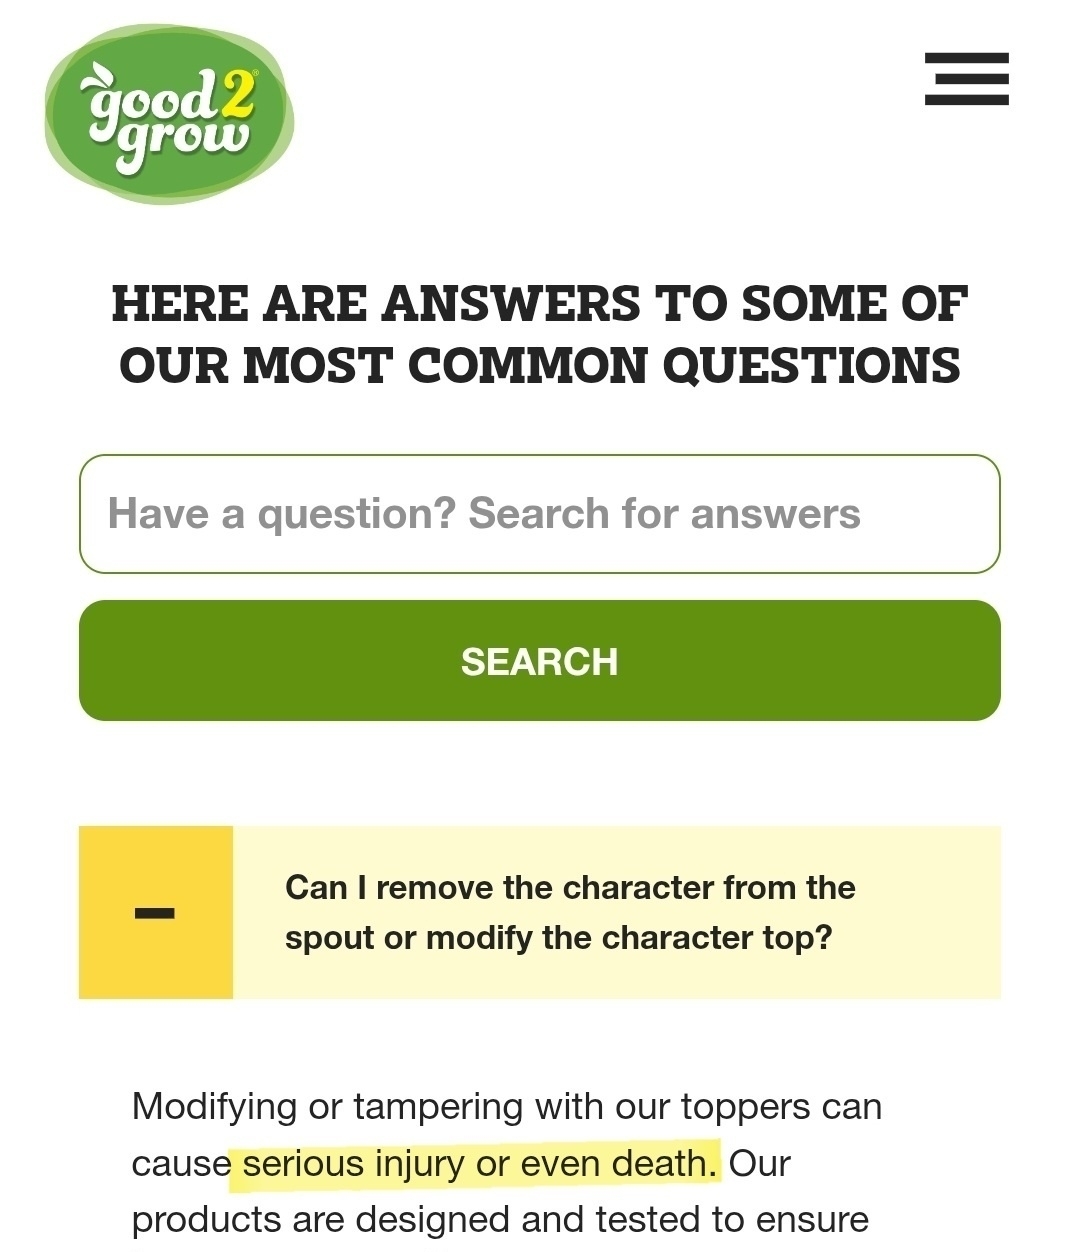 good2
grow
HERE ARE ANSWERS TO SOME OF
OUR MOST COMMON QUESTIONS
Have a question? Search for answers
SEARCH
Can I remove the character from the
spout or modify the character top?
Modifying or tampering with our toppers can
cause serious injury or even death. Our
products are designed and tested to ensure